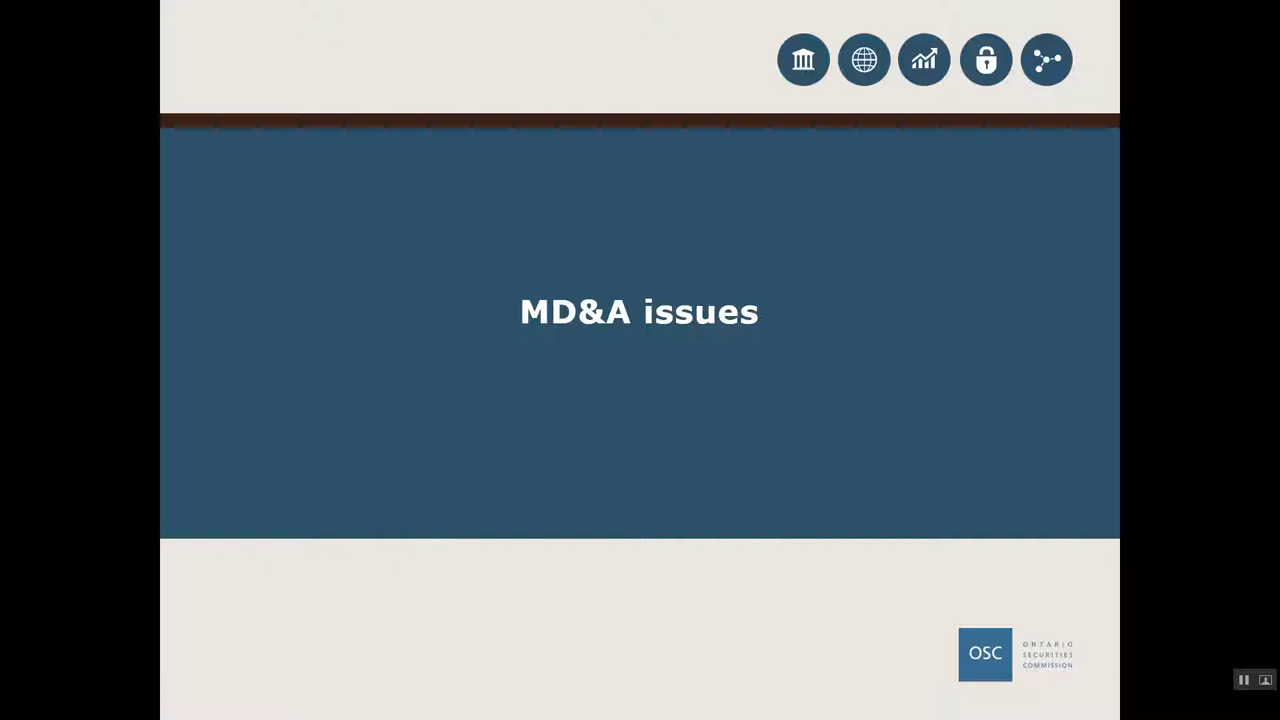 MD&A issues
OSC
ONTARIO
SECURITIES
COMMISSION